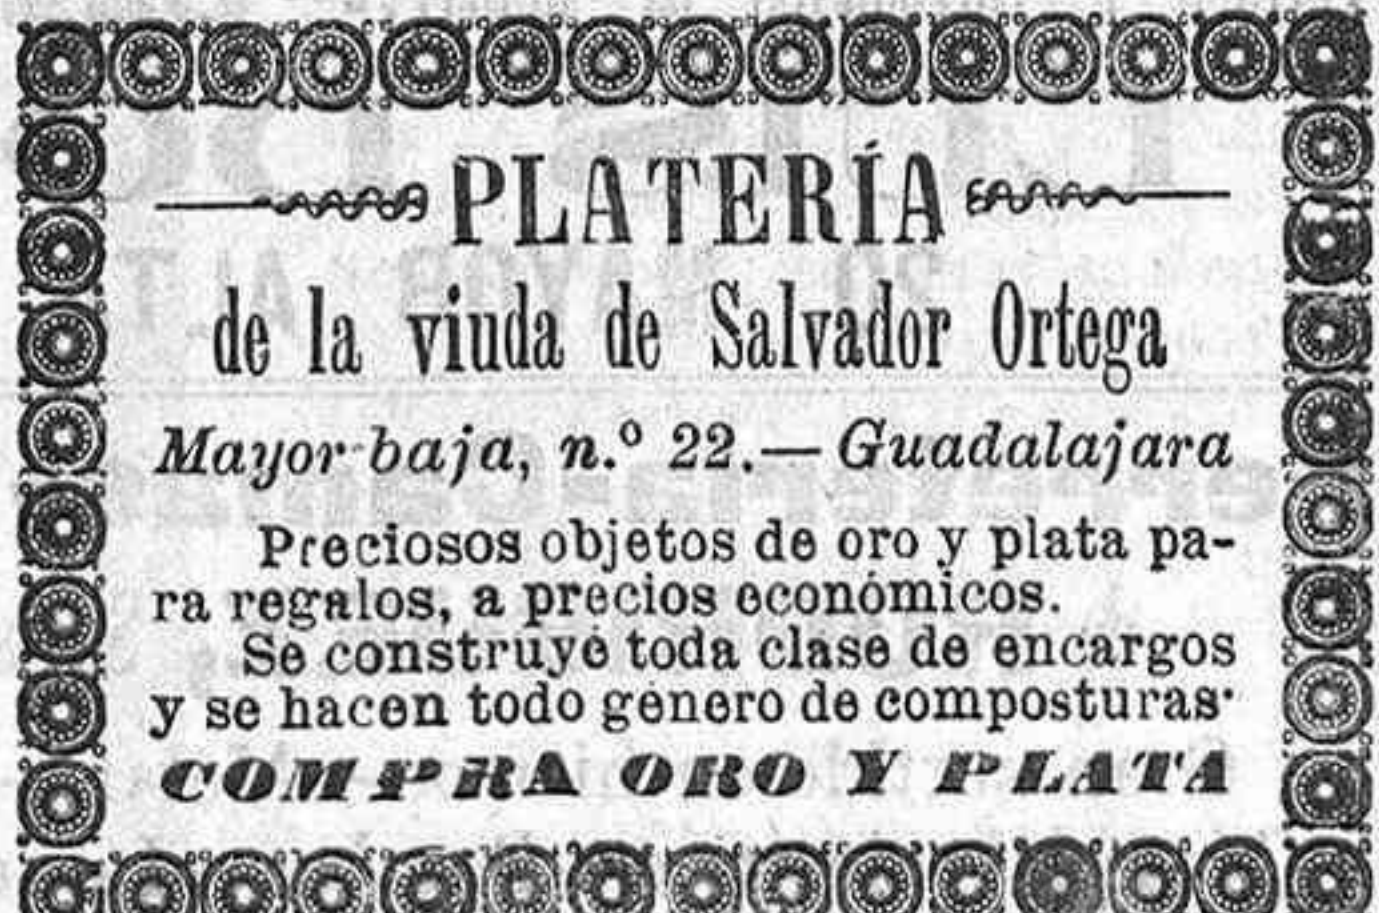 PLATERÍA
de la viuda de Salvador Ortega
Mayor baja, n.º 22.—Guadalajara
Preciosos objetos de oro y plata pa-
ra regalos, a precios económicos.
Se construye toda clase de encargos
y se hacen todo género de composturas.
COMPRA ORO Y PLATA